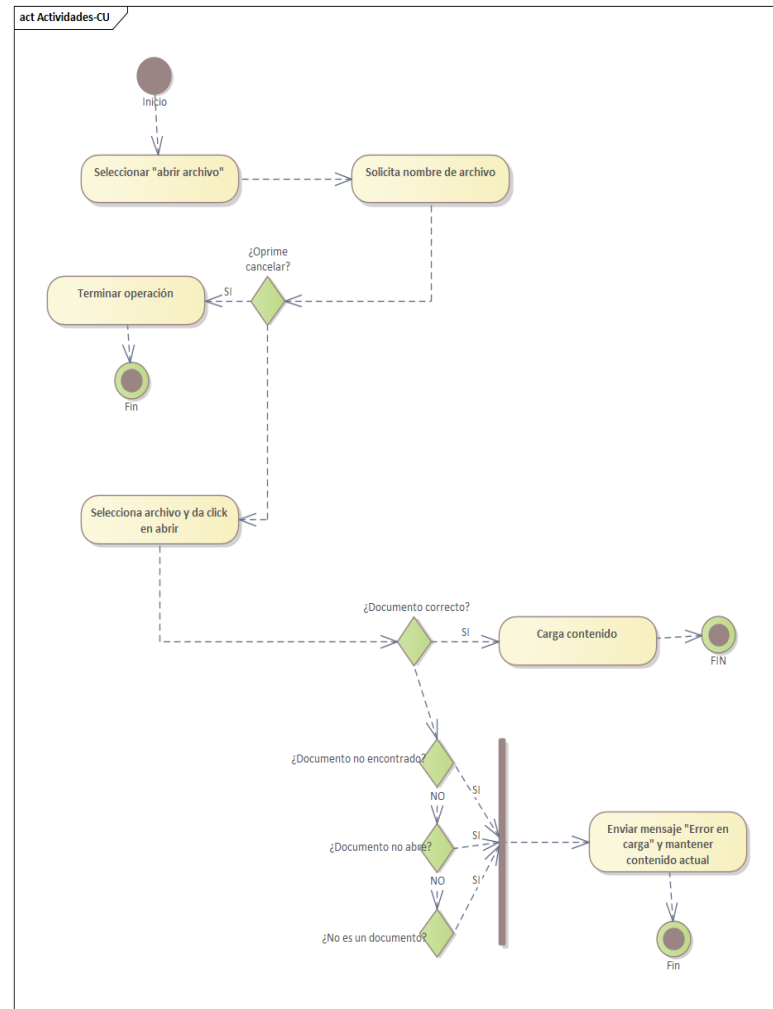 act Actividades-CU
Inicio
Seleccionar "abrir archivo"
Solicita nombre de archivo
¿Oprime
cancelar?
SI
Terminar operación
Fin
Selecciona archivo y da click
en abrir
¿Documento correcto?
SI
Carga contenido
FIN
¿Documento no encontrado?
SI
NO
¿Documento no abre?
SI
Enviar mensaje "Error en
carga" y mantener
contenido actual
NO
SI
¿No es un documento?
Fin